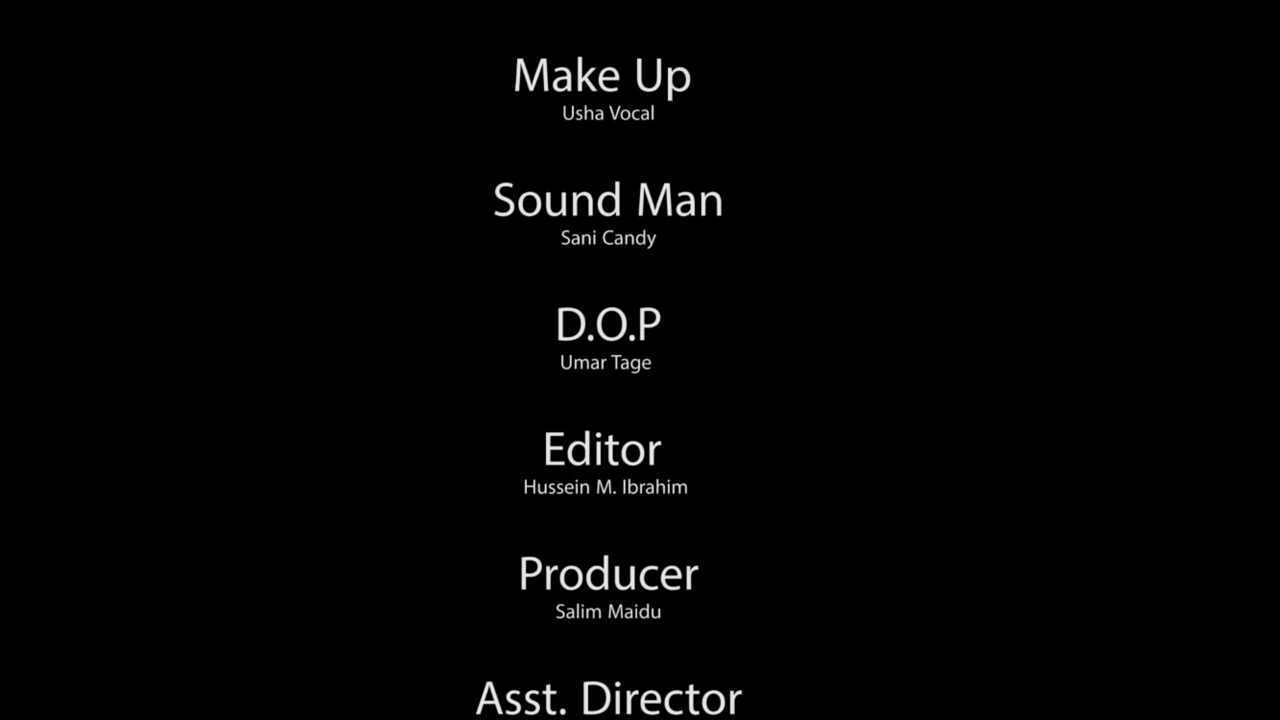 Make Up
Usha Vocal
Sound Man
Sani Candy
D.O.P
Umar Tage
Editor
Hussein M. Ibrahim
Producer
Salim Maidu
Asst. Director